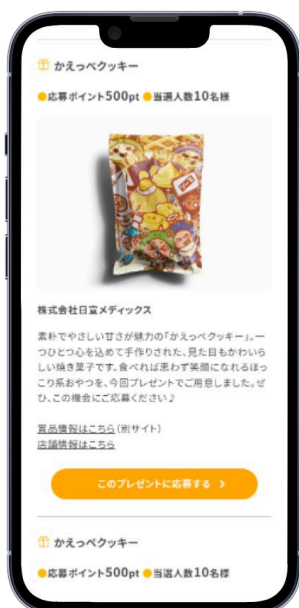 かえっぺクッキー
●応募ポイント500pt ●当選人数10名様
株式会社日宣メディックス
素朴でやさしい甘さが魅力の「かえっぺクッキー」。一
つひとつ心を込めて手作りされた、見た目もかわいら
しい焼き菓子です。食べれば思わず笑顔になれるほっ
こり系おやつを、今回プレゼントでご用意しました。ぜ
ひ、この機会にご応募ください♪
賞品情報はこちら(別サイト)
店舗情報はこちら
このプレゼントに応募する >
かえっぺクッキー
●応募ポイント500pt ●当選人数10名様